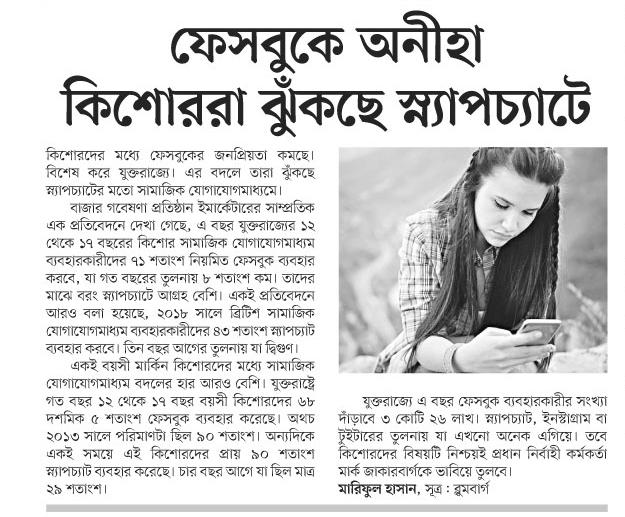 ফেসবুকে অনীহা
কিশোররা ঝুঁকছে স্ন্যাপচ্যাটে
কিশোরদের মধ্যে ফেসবুকের জনপ্রিয়তা কমছে।
বিশেষ করে যুক্তরাজ্যে। এর বদলে তারা ঝুঁকছে
স্ন্যাপচ্যাটের মতো সামাজিক যোগাযোগমাধ্যমে।
বাজার গবেষণা প্রতিষ্ঠান ইমার্কেটারের সাম্প্রতিক
এক প্রতিবেদনে দেখা গেছে, এ বছর যুক্তরাজ্যের ১২
থেকে ১৭ বছরের কিশোর সামাজিক যোগাযোগমাধ্যম
ব্যবহারকারীদের ৭১ শতাংশ নিয়মিত ফেসবুক ব্যবহার
করবে, যা গত বছরের তুলনায় ৮ শতাংশ কম। তাদের
মাঝে বরং স্ন্যাপচ্যাটে আগ্রহ বেশি। একই প্রতিবেদনে
আরও বলা হয়েছে, ২০১৮ সালে ব্রিটিশ সামাজিক
যোগাযোগমাধ্যম ব্যবহারকারীদের ৪৩ শতাংশ স্ন্যাপচ্যাট
ব্যবহার করবে। তিন বছর আগের তুলনায় যা দ্বিগুণ।
একই বয়সী মার্কিন কিশোরদের মধ্যে সামাজিক
যোগাযোগমাধ্যম বদলের হার আরও বেশি। যুক্তরাষ্ট্রে
গত বছর ১২ থেকে ১৭ বছর বয়সী কিশোরদের ৬৮
দশমিক ৫ শতাংশ ফেসবুক ব্যবহার করেছে। অথচ
২০১৩ সালে পরিমাণটা ছিল ৯০ শতাংশ। অন্যদিকে
একই সময়ে এই কিশোরদের প্রায় ৯০ শতাংশ
স্ন্যাপচ্যাট ব্যবহার করেছে। চার বছর আগে যা ছিল মাত্র
২৯ শতাংশ।
যুক্তরাজ্যে এ বছর ফেসবুক ব্যবহারকারীর সংখ্যা
দাঁড়াবে ৩ কোটি ২৬ লাখ। স্ন্যাপচ্যাট, ইনস্টাগ্রাম বা
টুইটারের তুলনায় যা এখনো অনেক এগিয়ে। তবে
কিশোরদের বিষয়টি নিশ্চয়ই প্রধান নির্বাহী কর্মকর্তা
মার্ক জাকারবার্গকে ভাবিয়ে তুলবে।
মারিফুল হাসান, সূত্র : ব্লুমবার্গ